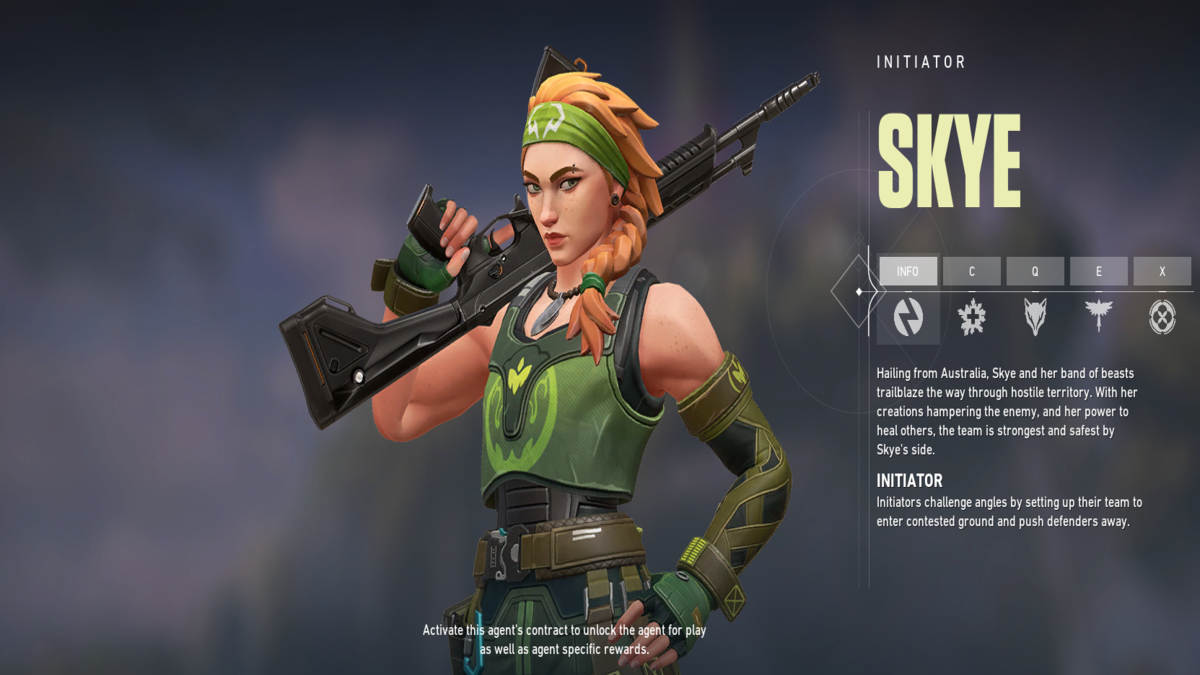 INITIATOR
SKYE
INFO C Q E X
Hailing from Australia, Skye and her band of beasts
trailblaze the way through hostile territory. With her
creations hampering the enemy, and her power to
heal others, the team is strongest and safest by
Skye's side.
INITIATOR
Initiators challenge angles by setting up their team to
enter contested ground and push defenders away.
Activate this agent's contract to unlock the agent for play
as well as agent specific rewards.